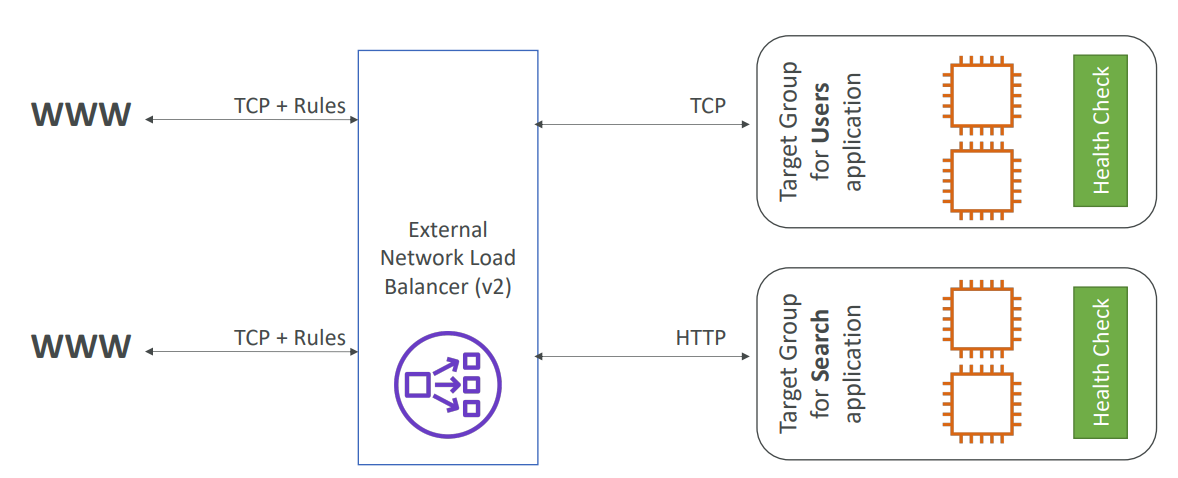 WWW
TCP + Rules
TCP
Target Group
for Users
application
Health Check
External
Network Load
Balancer (v2)
WWW
TCP + Rules
HTTP
Target Group
for Search
application
Health Check